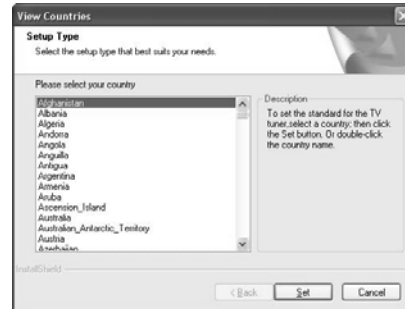 View Countries
Setup Type
Select the setup type that best suits your needs.
Please select your country
Afghanistan
Albania
Algeria
Andorra
Angola
Anguilla
Antigua
Argentina
Armenia
Aruba
Ascension_Island
Australia
Australian_Antarctic_Territory
Austria
Azerbaijan
Description
To set the standard for the TV
tuner,select a country; then click
the Set button. Or double-click
the country name.
InstallShield
< Back
Set
Cancel